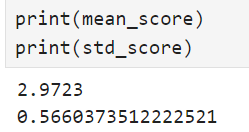 print(mean_score)
print(std_score)
2.9723
0.5660373512222521